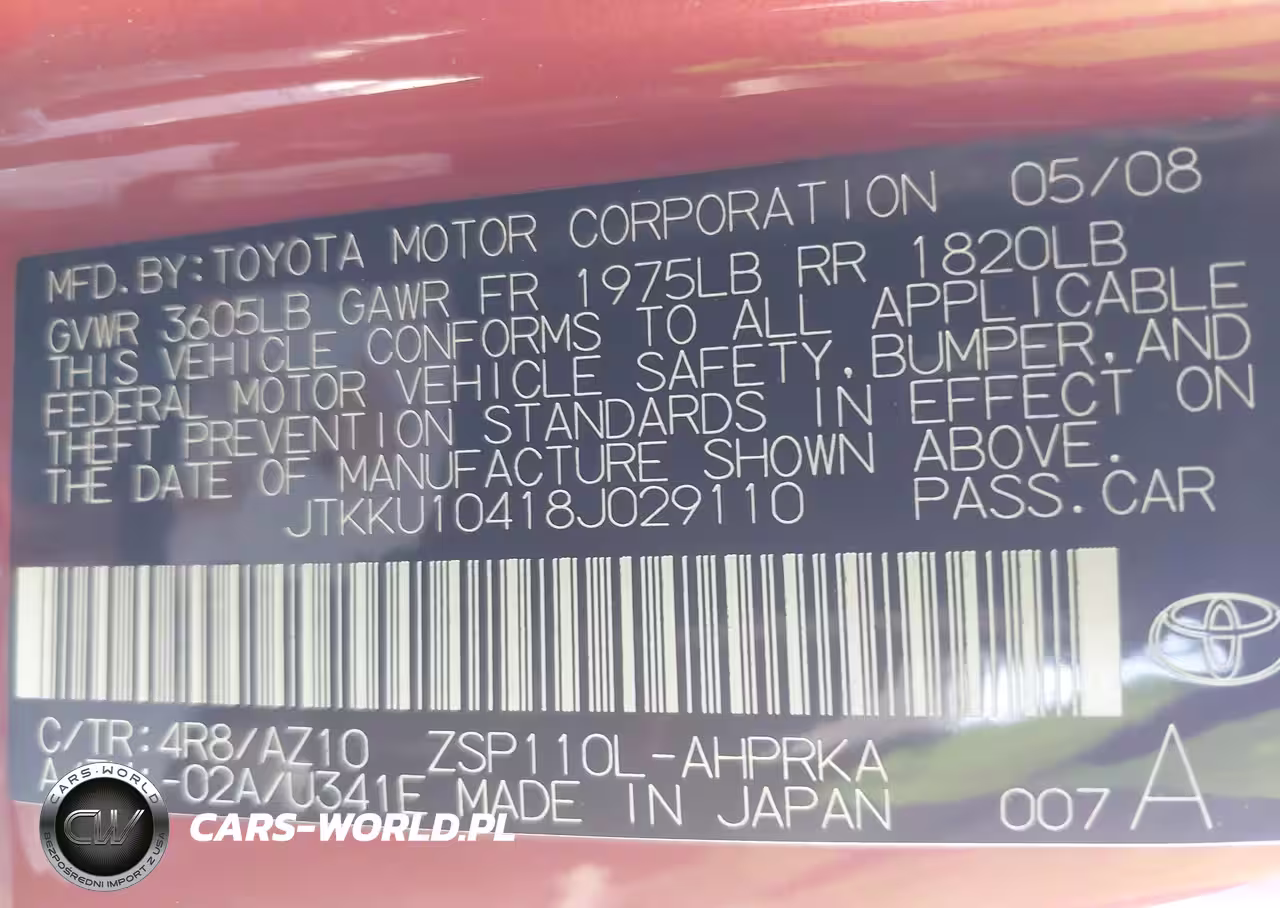 MFD.BY:TOYOTA MOTOR CORPORATION 05/08
GVWR 3605LB GAWR FR 1975LB RR 1820LB
THIS VEHICLE CONFORMS TO ALL APPLICABLE
FEDERAL MOTOR VEHICLE SAFETY, BUMPER, AND
THEFT PREVENTION STANDARDS IN EFFECT ON
THE DATE OF MANUFACTURE SHOWN ABOVE.
JTKKU10418J029110 PASS.CAR
C/TR:4R8/AZ10 ZSP110L-AHPRKA
-02A/U341E MADE IN JAPAN 007 A
CARS-WORLD
CW
BEZPOŚREDNI IMPORT Z USA
CARS-WORLD.PL